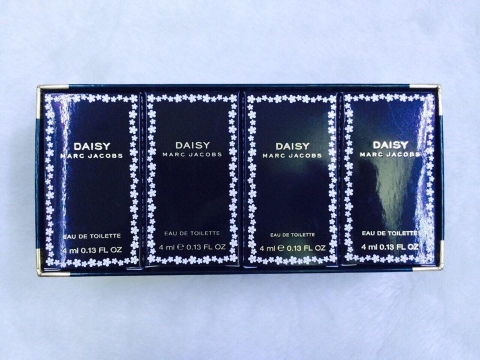 DAISY
MARC JACOBS
EAU DE TOILETTE
4 ml 0.13 FL OZ
DAISY
MARC JACOBS
EAU DE TOILETTE
4 ml ℮ 0.13 FL OZ
DAISY
MARC JACOBS
EAU DE TOILETTE
4 ml ℮ 0.13 FL OZ
DAISY
MARC JACOBS
EAU DE TOILETTE
4 ml 0.13 FL OZ